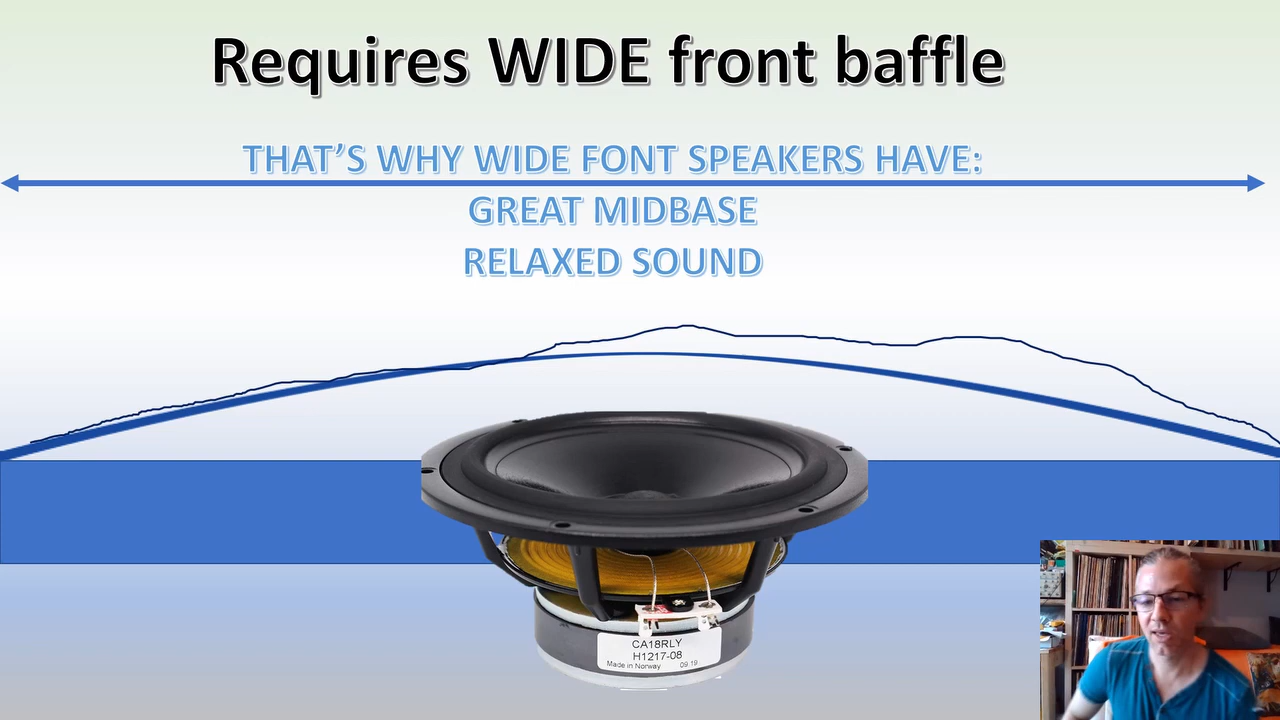 Requires WIDE front baffle
THAT'S WHY WIDE FONT SPEAKERS HAVE:
GREAT MIDBASE
RELAXED SOUND
CA18RLY
H1217-08
Made in Norway 09.19